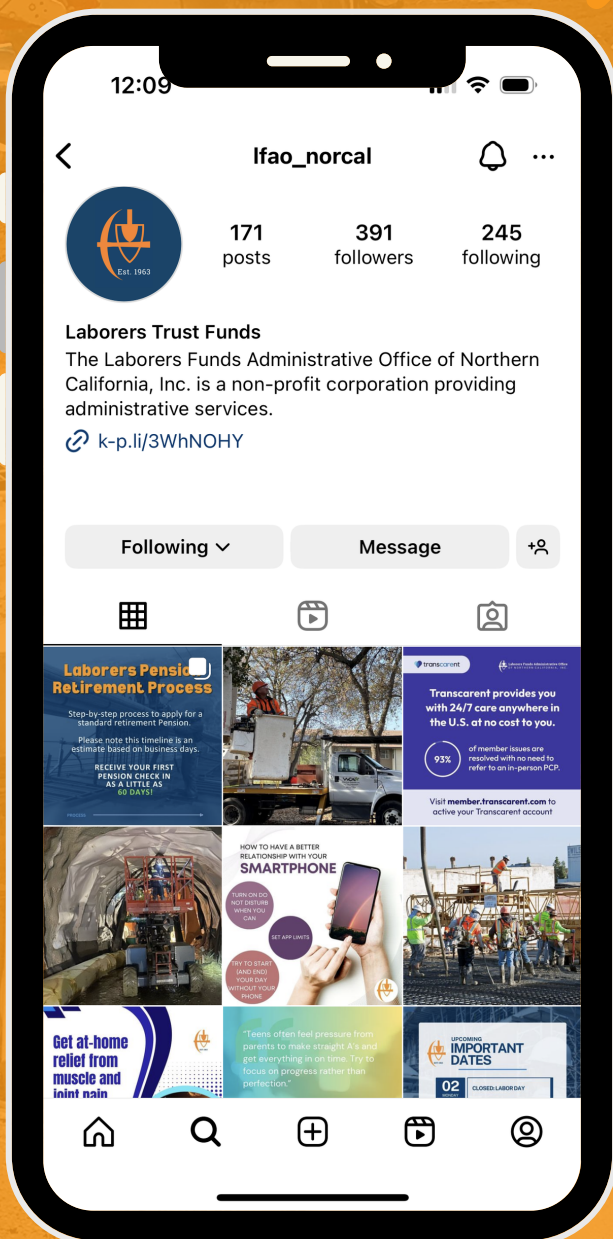 12:09
lfao_norcal
Est. 1963
171
posts
391
followers
245
following
Laborers Trust Funds
The Laborers Funds Administrative Office of Northern
California, Inc. is a non-profit corporation providing
administrative services.
k-p.li/3WhNOHY
Following
Message
Laborers Pension
Retirement Process
Step-by-step process to apply for a
standard retirement Pension.
Please note this timeline is an
estimate based on business days.
RECEIVE YOUR FIRST
PENSION CHECK IN
AS A LITTLE AS
60 DAYS!
transcarent
Laborers Funds Administrative Office
OF NORTHERN CALIFORNIA, INC.
Transcarent provides you
with 24/7 care anywhere in
the U.S. at no cost to you.
93%
of member issues are
resolved with no need to
refer to an in-person PCP.
Visit member.transcarent.com to
active your Transcarent account
HOW TO HAVE A BETTER
RELATIONSHIP WITH YOUR
SMARTPHONE
TURN ON DO
NOT DISTURB
WHEN YOU
CAN
SET APP LIMITS
TRY TO START
(AND END)
YOUR DAY
WITHOUT YOUR
PHONE
Get at-home
relief from
muscle and
joint pain
"Teens often feel pressure from
parents to make straight A's and
get everything in on time. Try to
focus on progress rather than
perfection."
UPCOMING
IMPORTANT
DATES
02
MONDAY
CLOSED: LABOR DAY